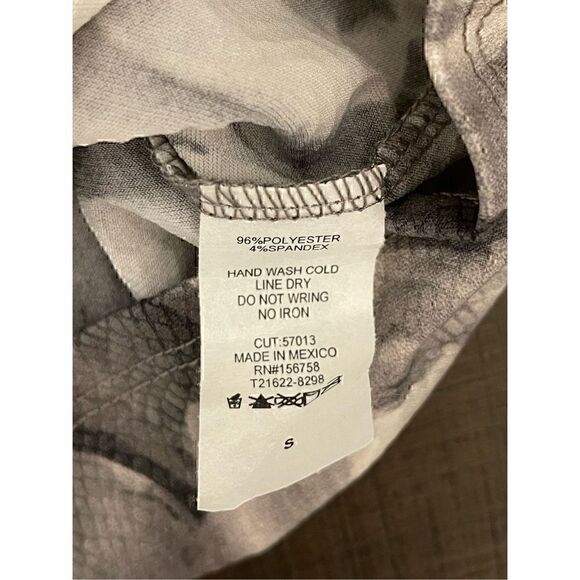 96%POLYESTER
4%SPANDEX
HAND WASH COLD
LINE DRY
DO NOT WRING
NO IRON
CUT:57013
MADE IN MEXICO
RN#156758
T21622-8298
S